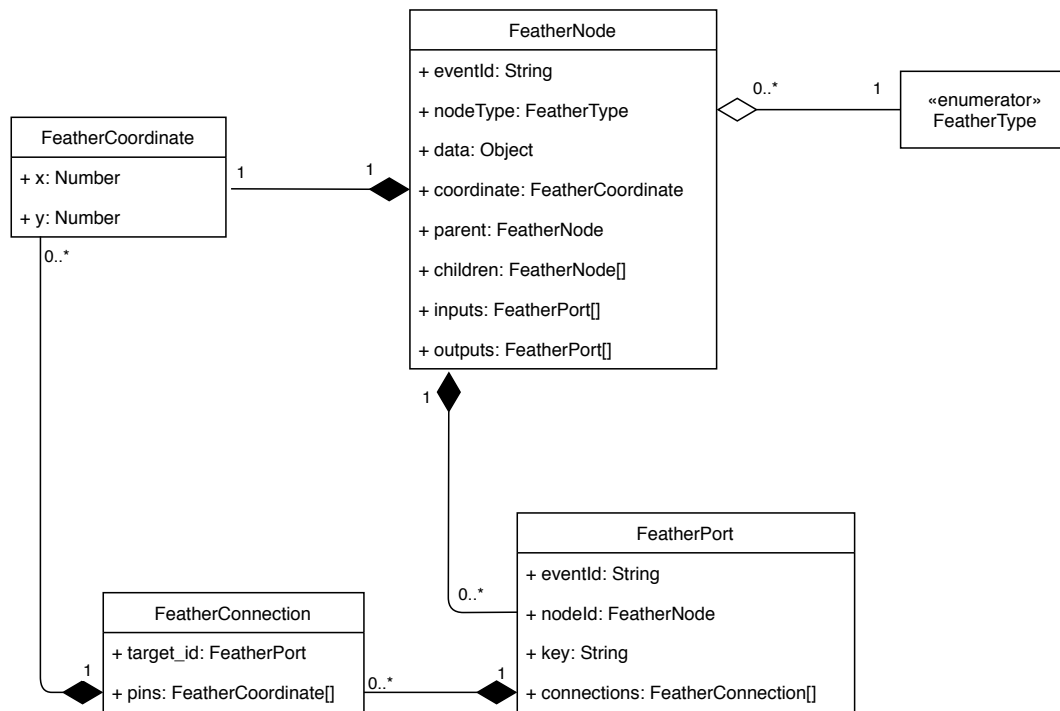 FeatherNode
+ eventId: String
+ nodeType: FeatherType
+ data: Object
+ coordinate: FeatherCoordinate
+ parent: FeatherNode
+ children: FeatherNode[]
+ inputs: FeatherPort[]
+ outputs: FeatherPort[]
0..*
1
«enumerator»
FeatherType
FeatherCoordinate
+ x: Number
+ y: Number
1
1
0..*
1
0..*
FeatherPort
+ eventId: String
+ nodeId: FeatherNode
+ key: String
+ connections: FeatherConnection[]
FeatherConnection
+ target_id: FeatherPort
+ pins: FeatherCoordinate[]
1
0..*
1